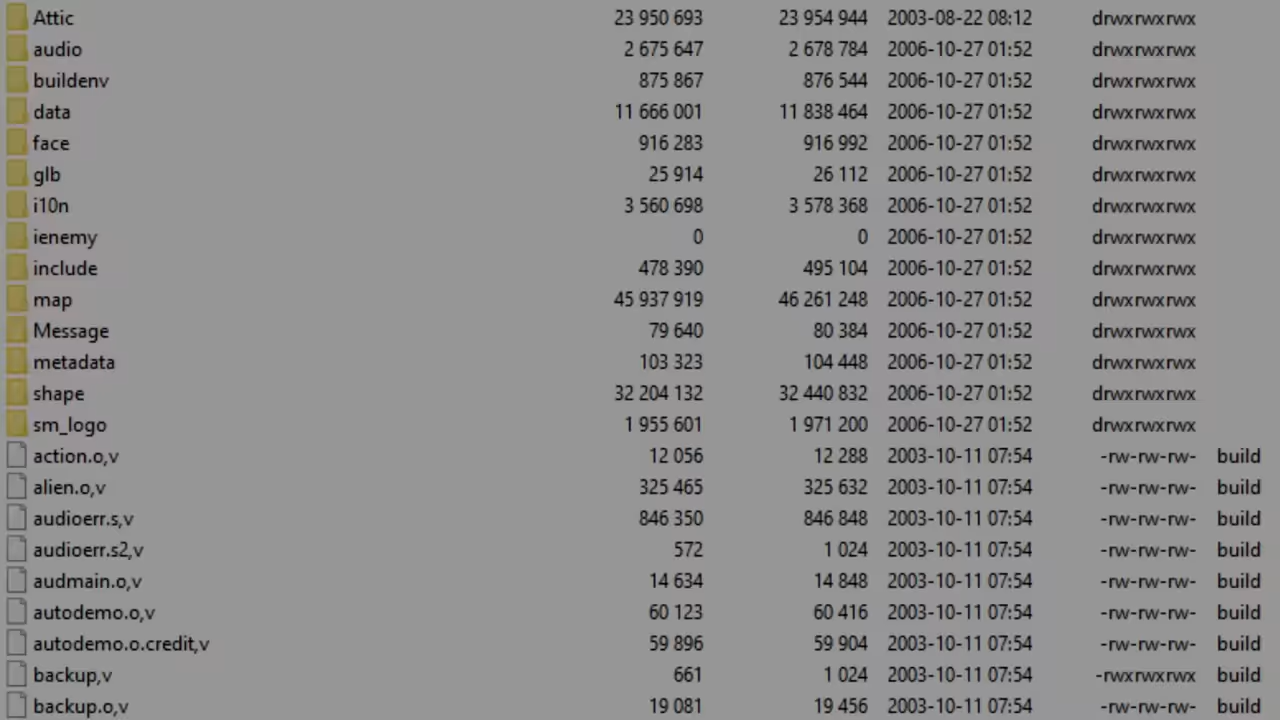 Attic 23 950 693 23 954 944 2003-08-22 08:12 drwxrwxrwx
audio 2 675 647 2 678 784 2006-10-27 01:52 drwxrwxrwx
buildenv 875 867 876 544 2006-10-27 01:52 drwxrwxrwx
data 11 666 001 11 838 464 2006-10-27 01:52 drwxrwxrwx
face 916 283 916 992 2006-10-27 01:52 drwxrwxrwx
glb 25 914 26 112 2006-10-27 01:52 drwxrwxrwx
i10n 3 560 698 3 578 368 2006-10-27 01:52 drwxrwxrwx
ienemy 0 0 2006-10-27 01:52 drwxrwxrwx
include 478 390 495 104 2006-10-27 01:52 drwxrwxrwx
map 45 937 919 46 261 248 2006-10-27 01:52 drwxrwxrwx
Message 79 640 80 384 2006-10-27 01:52 drwxrwxrwx
metadata 103 323 104 448 2006-10-27 01:52 drwxrwxrwx
shape 32 204 132 32 440 832 2006-10-27 01:52 drwxrwxrwx
sm_logo 1 955 601 1 971 200 2006-10-27 01:52 drwxrwxrwx
action.o,v 12 056 12 288 2003-10-11 07:54 -rw-rw-rw- build
alien.o,v 325 465 325 632 2003-10-11 07:54 -rw-rw-rw- build
audioerr.s,v 846 350 846 848 2003-10-11 07:54 -rw-rw-rw- build
audioerr.s2,v 572 1 024 2003-10-11 07:54 -rw-rw-rw- build
audmain.o,v 14 634 14 848 2003-10-11 07:54 -rw-rw-rw- build
autodemo.o,v 60 123 60 416 2003-10-11 07:54 -rw-rw-rw- build
autodemo.o.credit,v 59 896 59 904 2003-10-11 07:54 -rw-rw-rw- build
backup,v 661 1 024 2003-10-11 07:54 -rwxrwxrwx build
backup.o,v 19 081 19 456 2003-10-11 07:54 -rw-rw-rw- build